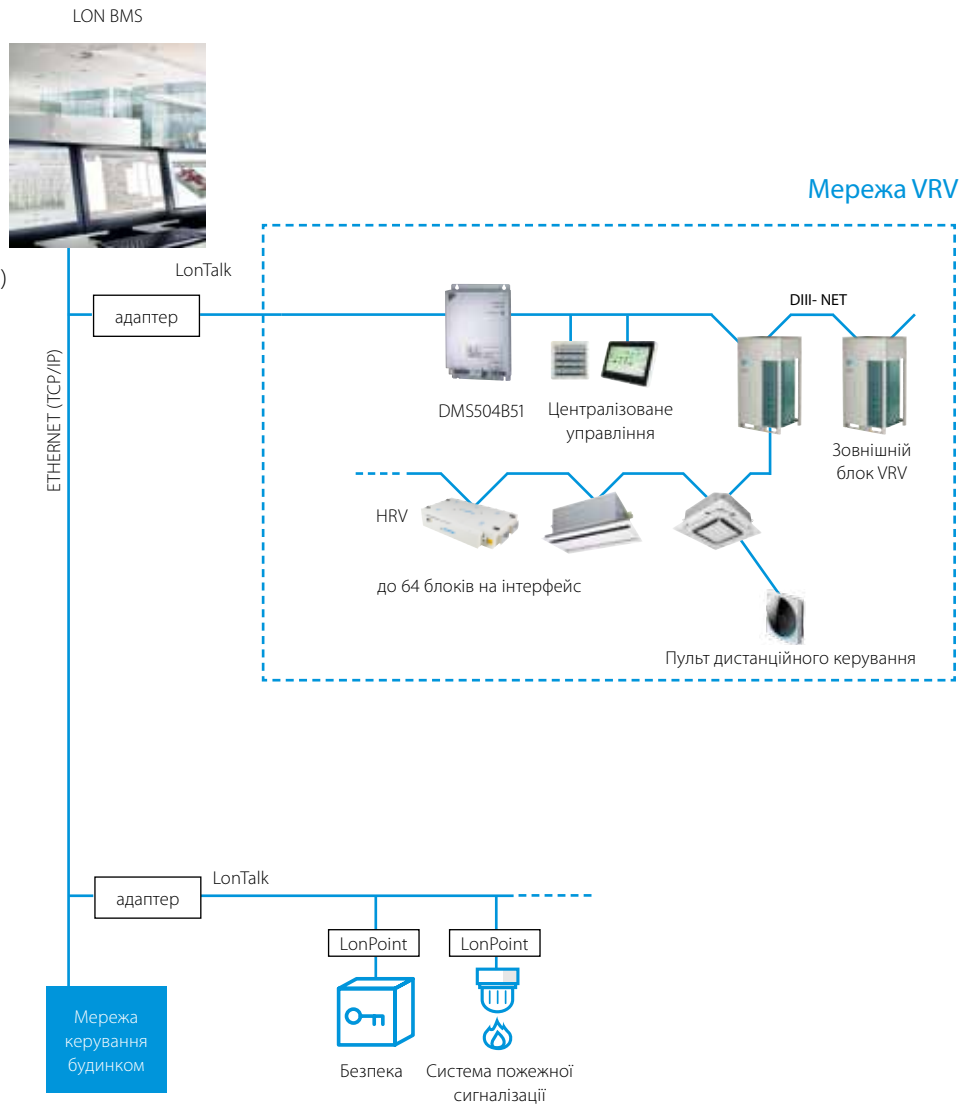 LON BMS
Мережа VRV
)
LonTalk
адаптер
DIII- NET
ETHERNET (TCP/IP)
DMS504B51
Централізоване
управління
Зовнішній
блок VRV
HRV
до 64 блоків на інтерфейс
Пульт дистанційного керування
LonTalk
адаптер
LonPoint
LonPoint
Мережа
керування
будинком
Безпека
Система пожежної
сигналізації